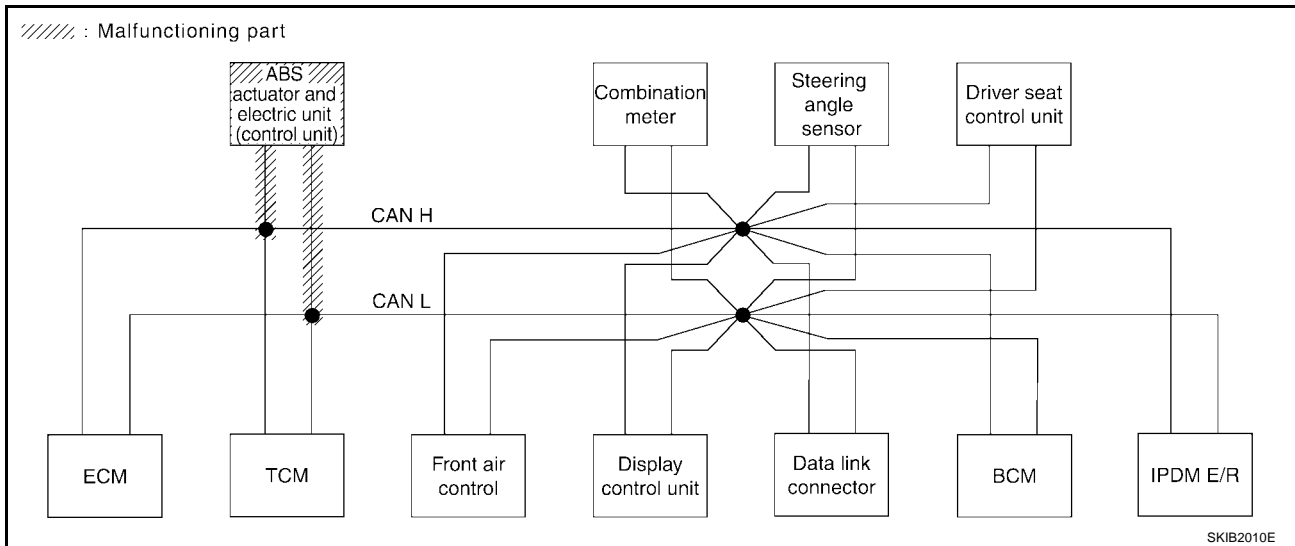 : Malfunctioning part
ABS
actuator and
electric unit
(control unit)
Combination
meter
Steering
angle
sensor
Driver seat
control unit
CAN H
CAN L
ECM
TCM
Front air
control
Display
control unit
Data link
connector
BCM
IPDM E/R
SKIB2010E